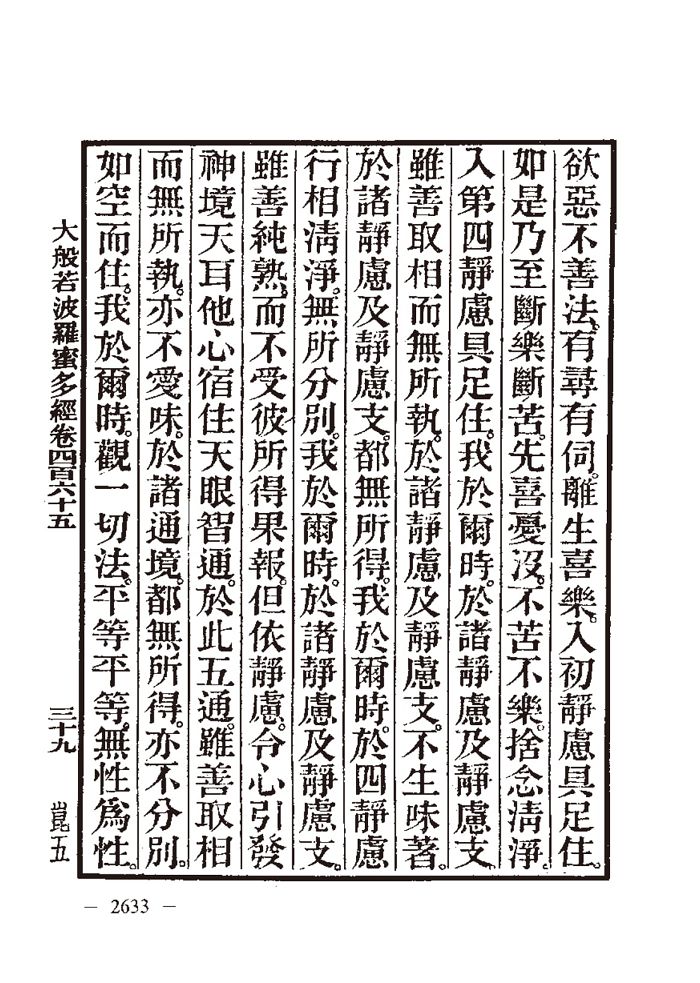 欲惡不善法。有尋有伺。離生喜樂。入初靜慮具足住。
如是乃至斷樂斷苦。先喜憂沒。不苦不樂。捨念清淨。
入第四靜慮具足住。我於爾時。於諸靜慮及靜慮支。
雖善取相而無所執。於諸靜慮及靜慮支。不生味著。
於諸靜慮及靜慮支。都無所得。我於爾時。於四靜慮
行相清淨。無所分別。我於爾時。於諸靜慮及靜慮支。
雖善純熟。而不受彼所得果報。但依靜慮。令心引發
神境天耳他心宿住天眼智通。於此五通。雖善取相
而無所執。亦不愛味。於諸通境。都無所得。亦不分別。
如空而住。我於爾時。觀一切法。平等平等。無性爲性。
大般若波羅蜜多經卷四百六十五 三十九 崑五
— 2633 —